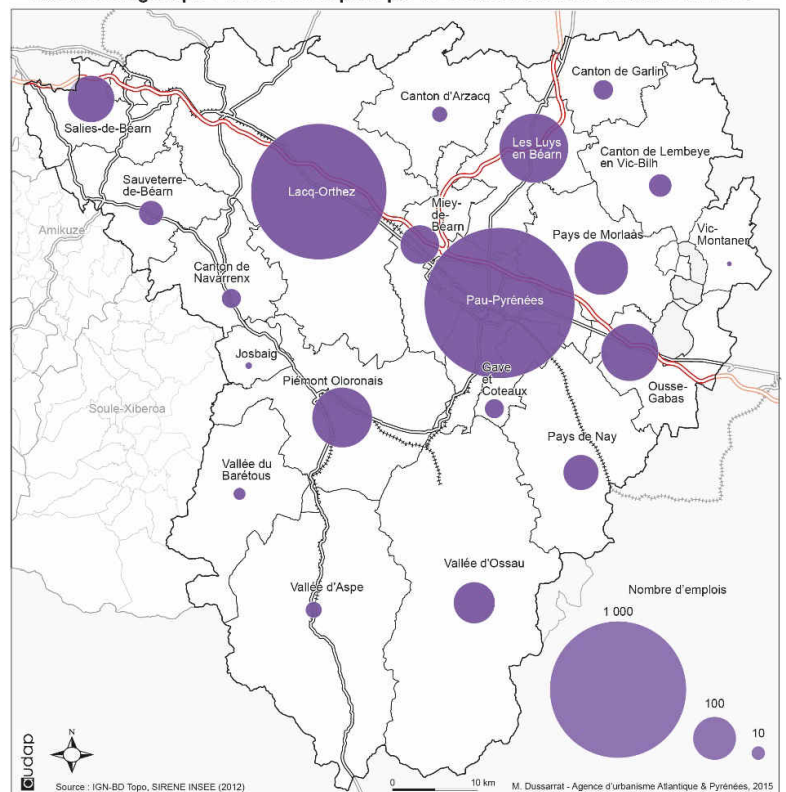 Canton de Garlin
Canton d'Arzacq
Salies-de-Béarn
Les Luys
en Béarn
Canton de Lembeye
en Vic-Bilh
Sauveterre-
de-Béarn
Lacq-Orthez
Miey-
de-
Béarn
Amikuze
Pays de Morlaàs
Vic-
Montaner
Canton de
Navarrenx
Pau-Pyrénées
Josbaig
Piémont Oloronais
Gave
et
Coteaux
Ousse-
Gabas
Soule-Xiberoa
Pays de Nay
Vallée du
Barétous
Vallée d'Aspe
Vallée d'Ossau
Nombre d'emplois
1 000
100
10
audap
N
Source : IGN-BD Topo, SIRENE INSEE (2012)
0
10 km
M. Dussarrat - Agence d'urbanisme Atlantique & Pyrénées, 2015